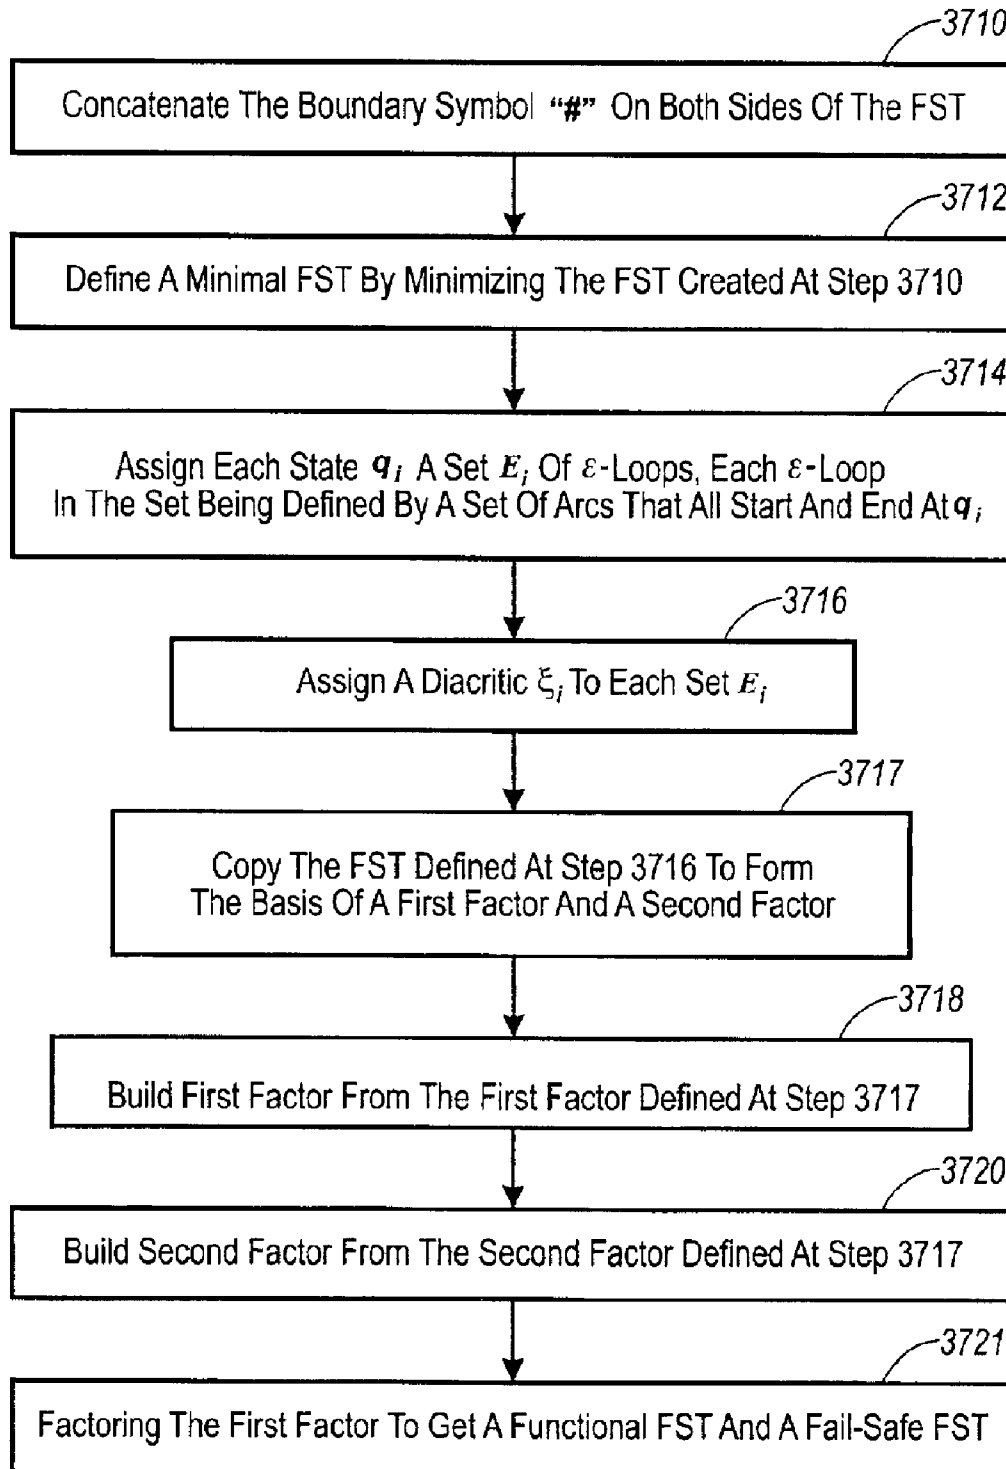 3710
Concatenate The Boundary Symbol "#" On Both Sides Of The FST
3712
Define A Minimal FST By Minimizing The FST Created At Step 3710
3714
Assign Each State qᵢ A Set Eᵢ Of ε-Loops, Each ε-Loop
In The Set Being Defined By A Set Of Arcs That All Start And End At qᵢ
3716
Assign A Diacritic ξᵢ To Each Set Eᵢ
3717
Copy The FST Defined At Step 3716 To Form
The Basis Of A First Factor And A Second Factor
3718
Build First Factor From The First Factor Defined At Step 3717
3720
Build Second Factor From The Second Factor Defined At Step 3717
3721
Factoring The First Factor To Get A Functional FST And A Fail-Safe FST